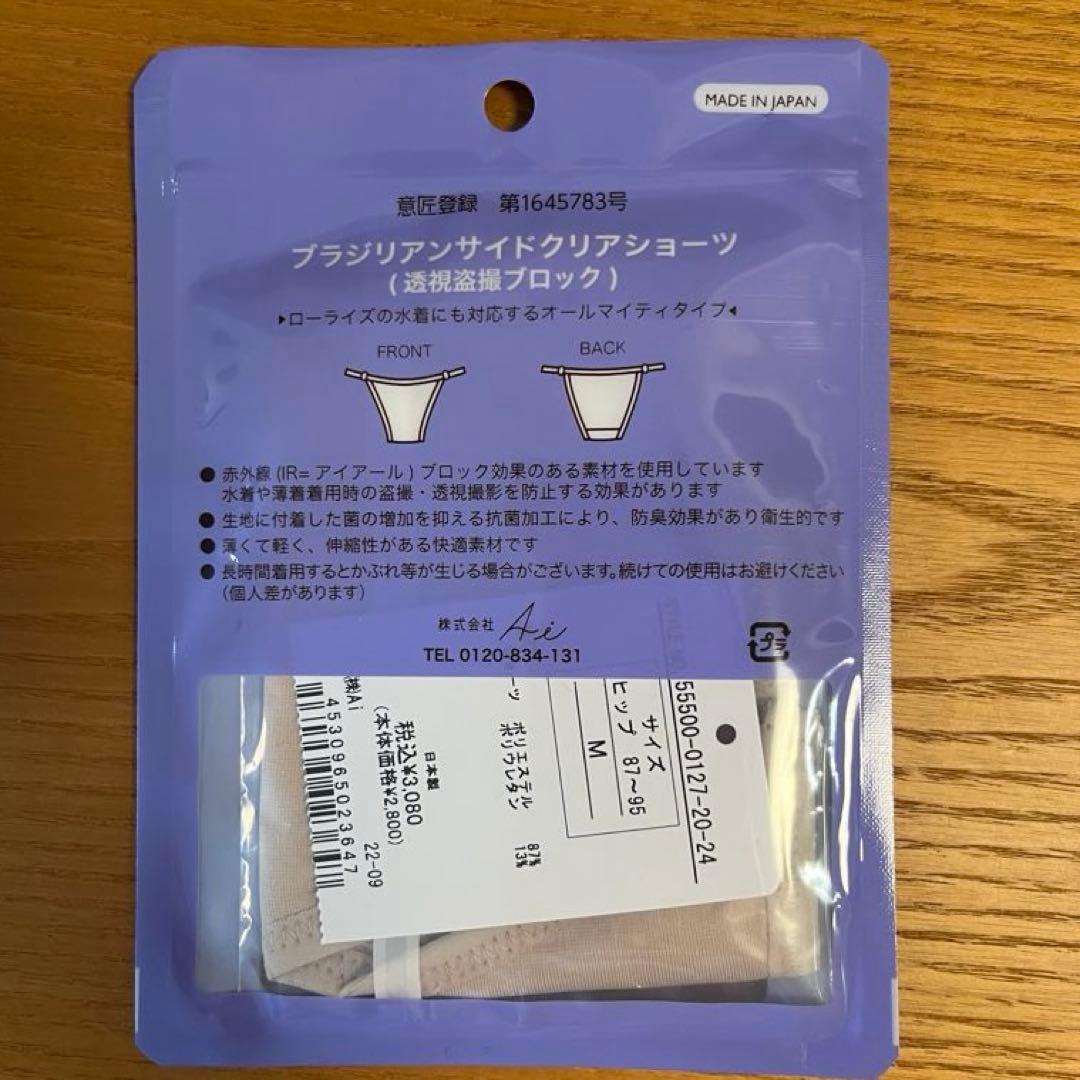 MADE IN JAPAN
意匠登録 第1645783号
ブラジリアンサイドクリアショーツ
(透視盗撮ブロック)
▶ローライズの水着にも対応するオールマイティタイプ◀
FRONT
BACK
● 赤外線 (IR= アイアール ) ブロック効果のある素材を使用しています
水着や薄着着用時の盗撮・透視撮影を防止する効果があります
● 生地に付着した菌の増加を抑える抗菌加工により、防臭効果があり衛生的です
● 薄くて軽く、伸縮性がある快適素材です
● 長時間着用するとかぶれ等が生じる場合がございます。続けての使用はお避けください
(個人差があります)
株式会社 Ai
TEL 0120-834-131
プラ
STYLE NO.
55500-0127-20-24
サイズ
ヒップ 87~95
M
ーツ ポリエステル 87%
ポリウレタン 13%
日本製
税込¥3,080
(本体価格¥2,800)
22-09
(株)Ai
4530965023647